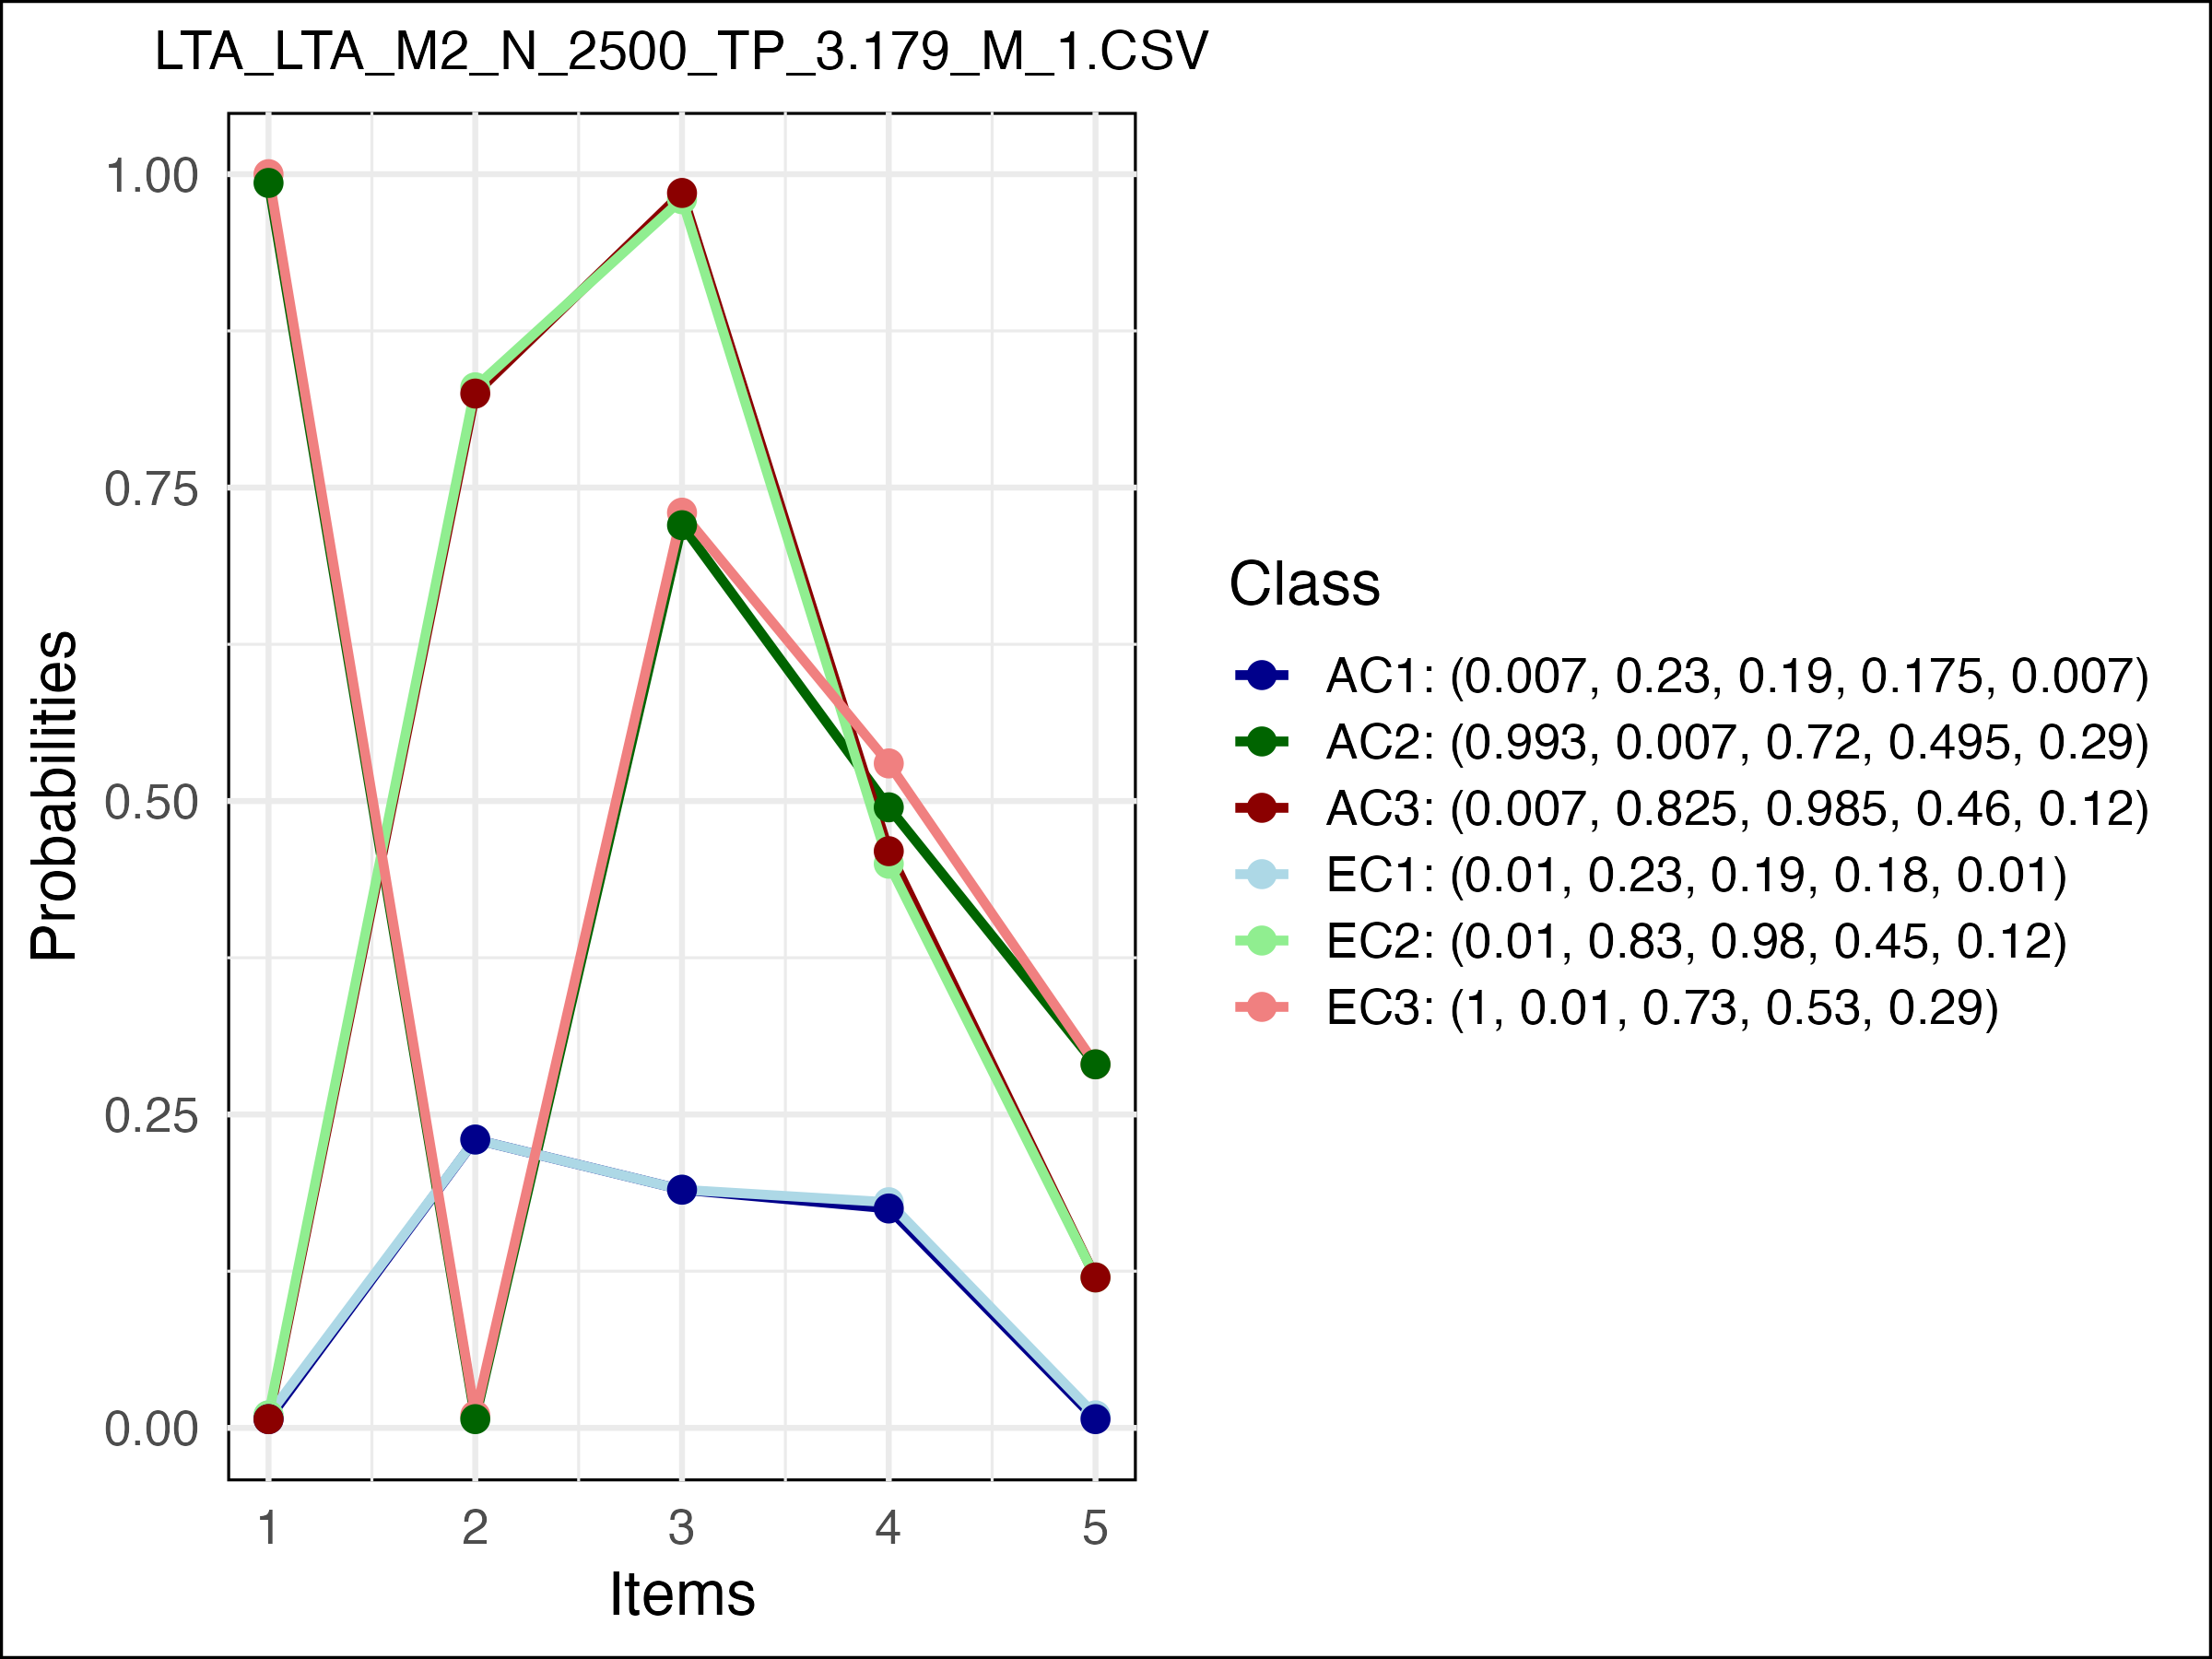 LTA_LTA_M2_N_2500_TP_3.179_M_1.CSV
1.00
0.75
0.50
0.25
0.00
Probabilities
1 2 3 4 5
Items
Class
AC1: (0.007, 0.23, 0.19, 0.175, 0.007)
AC2: (0.993, 0.007, 0.72, 0.495, 0.29)
AC3: (0.007, 0.825, 0.985, 0.46, 0.12)
EC1: (0.01, 0.23, 0.19, 0.18, 0.01)
EC2: (0.01, 0.83, 0.98, 0.45, 0.12)
EC3: (1, 0.01, 0.73, 0.53, 0.29)